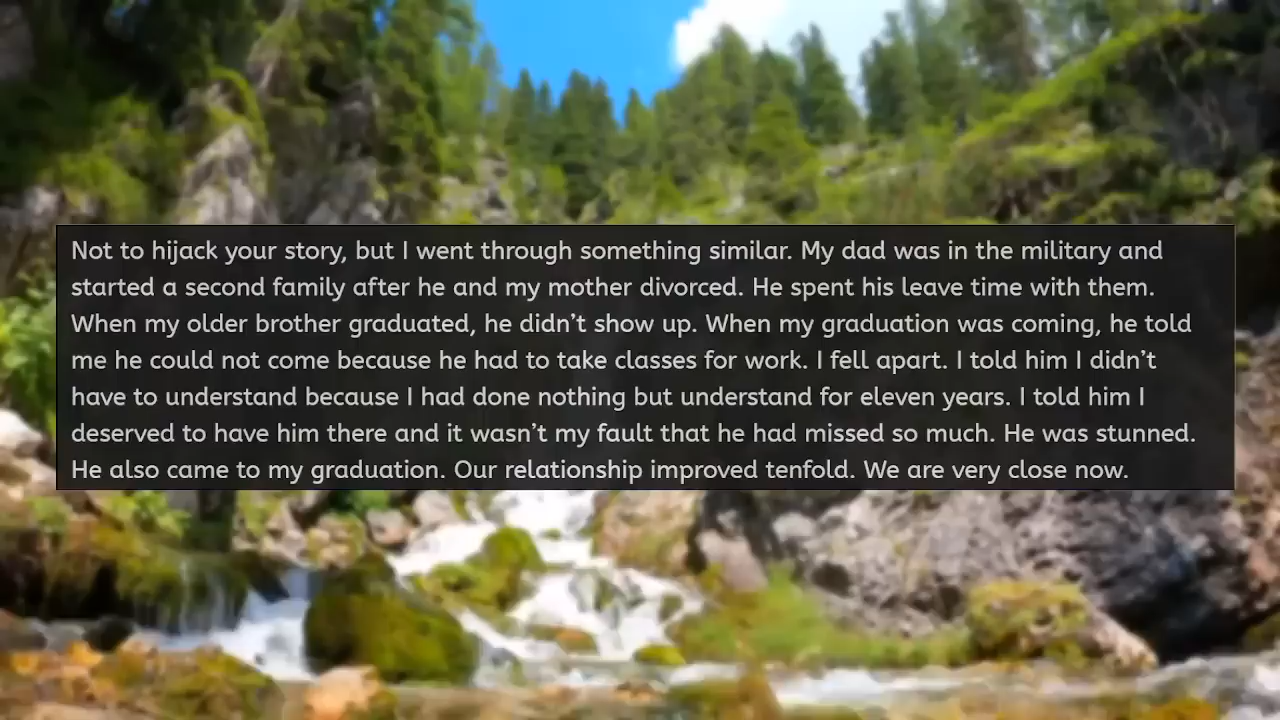 Not to hijack your story, but I went through something similar. My dad was in the military and
started a second family after he and my mother divorced. He spent his leave time with them.
When my older brother graduated, he didn’t show up. When my graduation was coming, he told
me he could not come because he had to take classes for work. I fell apart. I told him I didn’t
have to understand because I had done nothing but understand for eleven years. I told him I
deserved to have him there and it wasn’t my fault that he had missed so much. He was stunned.
He also came to my graduation. Our relationship improved tenfold. We are very close now.